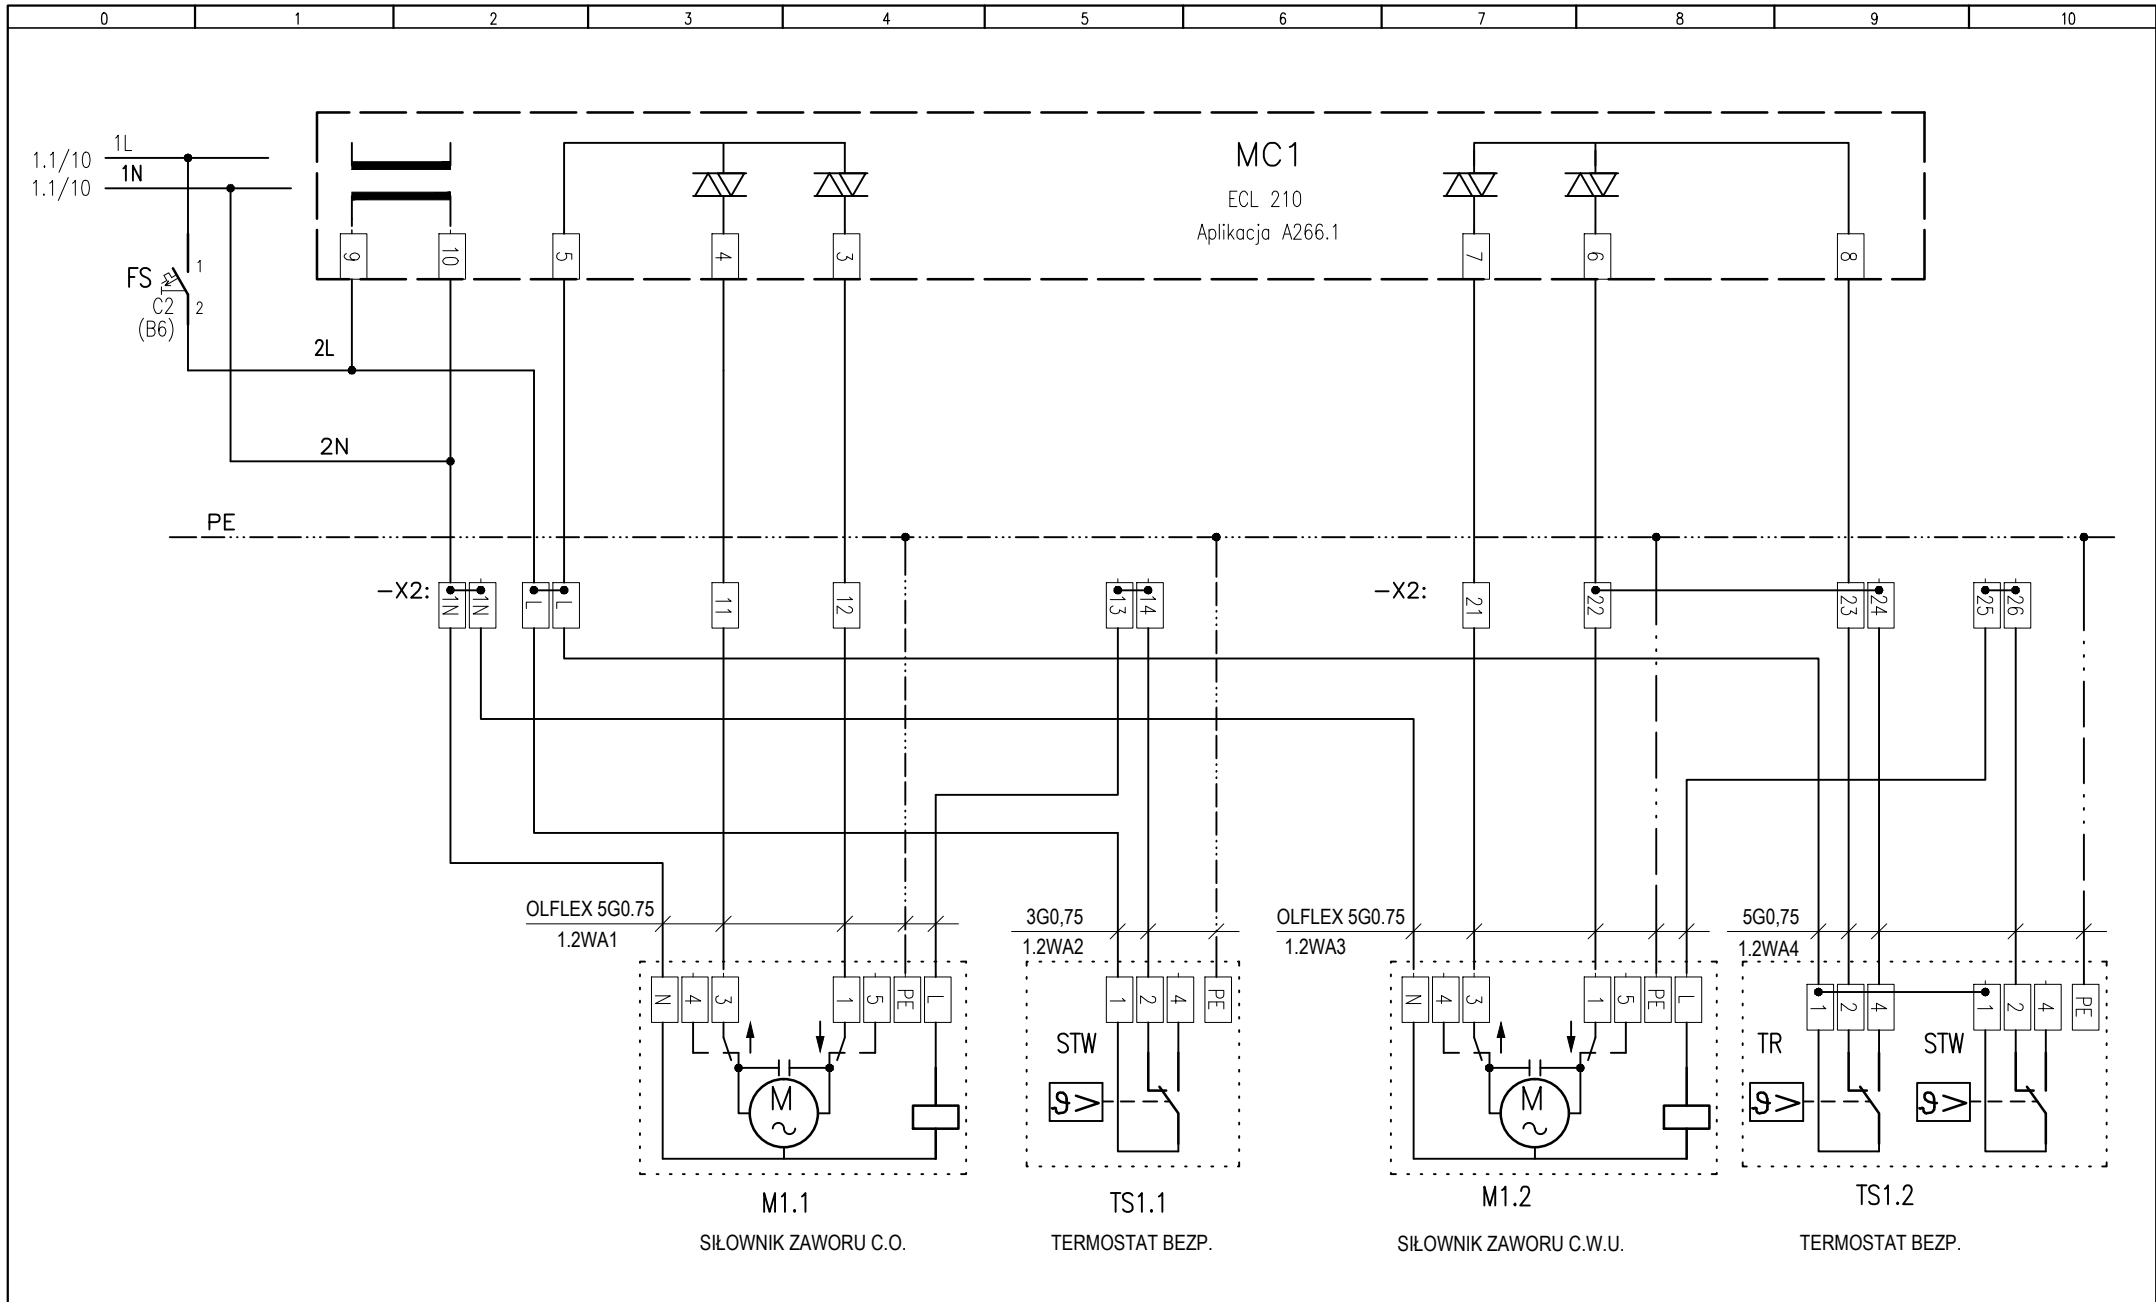 0 1 2 3 4 5 6 7 8 9 10
1.1/10 1L
1.1/10 1N
MC1
ECL 210
Aplikacja A266.1
9 10 5 4 3 7 6 8
FS 1
C2 2
(B6)
2L
2N
PE
-X2: 1N 1N L L 11 12 13 14 -X2: 21 22 23 24 25 26
OLFLEX 5G0.75 3G0,75 OLFLEX 5G0.75 5G0,75
1.2WA1 1.2WA2 1.2WA3 1.2WA4
N 4 3 1 5 PE L 1 2 4 PE N 4 3 1 5 PE L 1 2 4 1 2 4 PE
STW TR STW
M ϑ> M ϑ> ϑ>
~ ~
M1.1 TS1.1 M1.2 TS1.2
SIŁOWNIK ZAWORU C.O. TERMOSTAT BEZP. SIŁOWNIK ZAWORU C.W.U. TERMOSTAT BEZP.